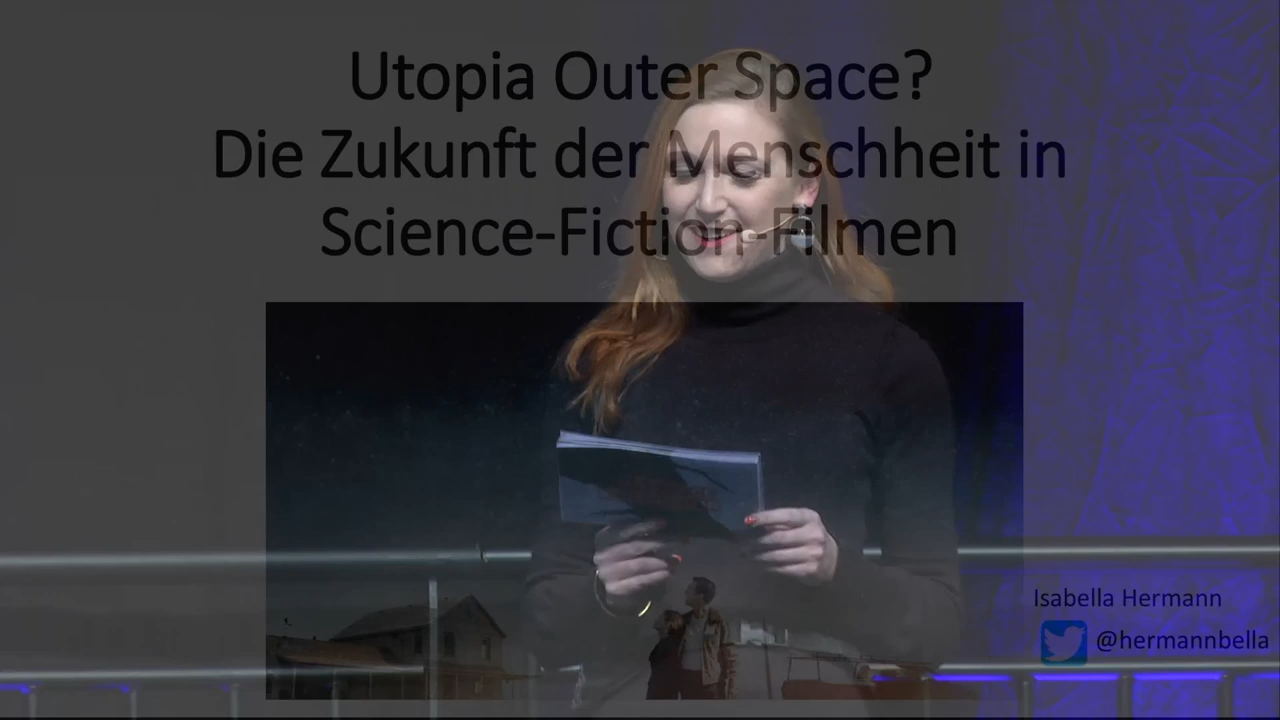 Utopia Outer Space?
Die Zukunft der Menschheit in
Science-Fiction-Filmen
Isabella Hermann
@hermannbella